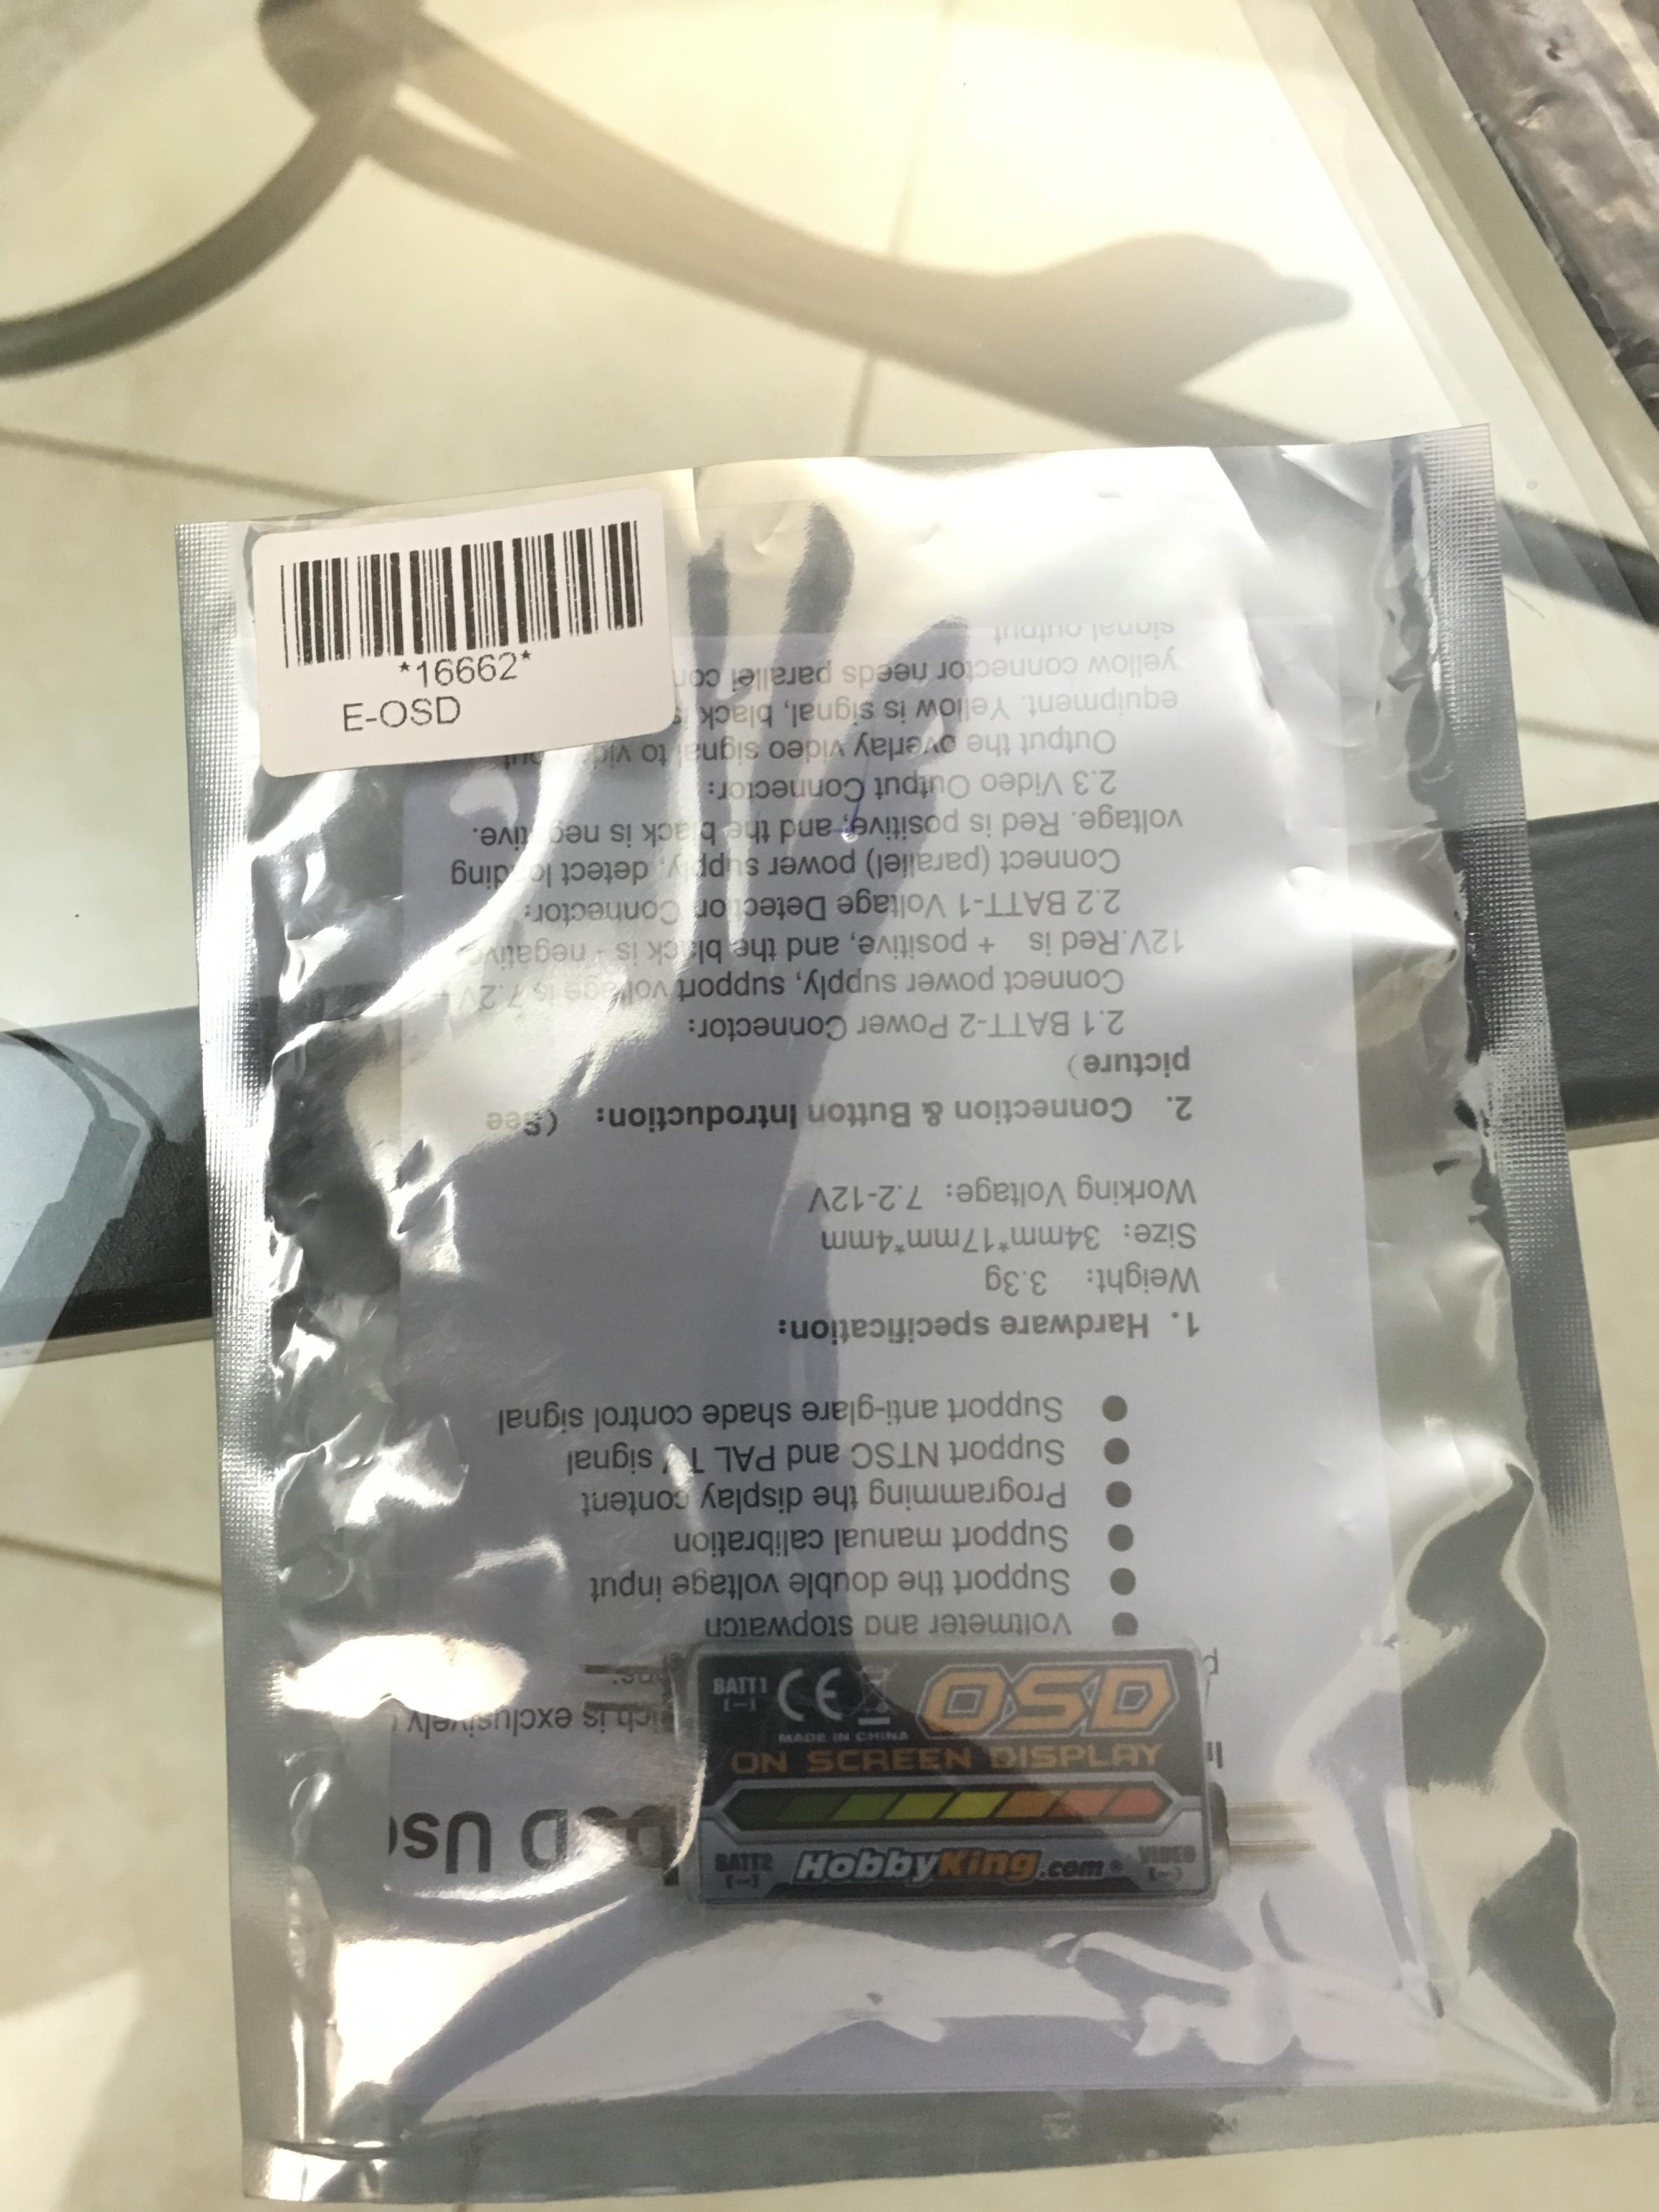 *16662*
E-OSD
BATT1
[–]
CE
OSD
MADE IN CHINA
ON SCREEN DISPLAY
BATT2
[–]
HobbyKing.com®
VIDEO
[–]
which is exclusively
Voltmeter and stopwatch
Support the double voltage input
Support manual calibration
Programming the display content
Support NTSC and PAL TV signal
Support anti-glare shade control signal
1. Hardware specification:
Weight: 3.3g
Size: 34mm*17mm*4mm
Working Voltage: 7.2-12V
2. Connection & Button Introduction: (See
picture)
2.1 BATT-2 Power Connector:
Connect power supply, support voltage is 7.2V
12V.Red is + positive, and the black is - negative
2.2 BATT-1 Voltage Detection Connector:
Connect (parallel) power supply, detect loading
voltage. Red is positive, and the black is negative.
2.3 Video Output Connector:
Output the overlay video signal to video
equipment. Yellow is signal, black
yellow connector needs parallel
signal output